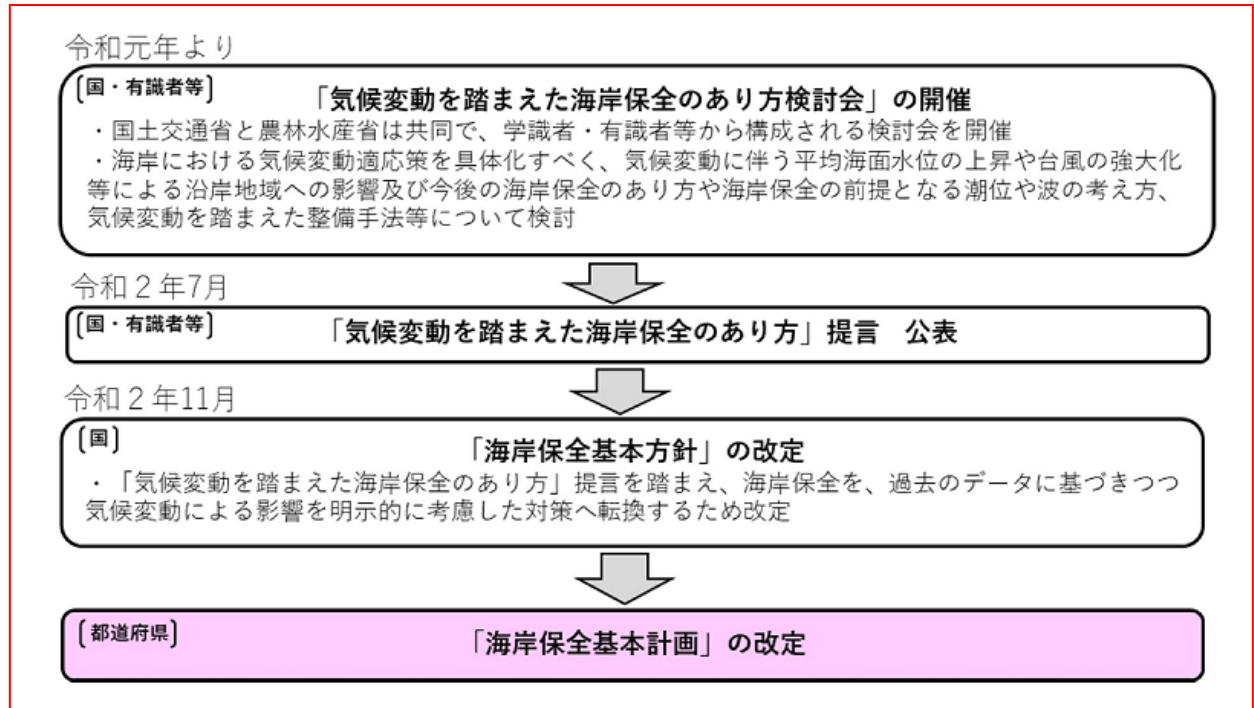 令和元年より
〔国・有識者等〕
「気候変動を踏まえた海岸保全のあり方検討会」の開催
・国土交通省と農林水産省は共同で、学識者・有識者等から構成される検討会を開催
・海岸における気候変動適応策を具体化すべく、気候変動に伴う平均海面水位の上昇や台風の強大化
等による沿岸地域への影響及び今後の海岸保全のあり方や海岸保全の前提となる潮位や波の考え方、
気候変動を踏まえた整備手法等について検討
令和２年7月
〔国・有識者等〕
「気候変動を踏まえた海岸保全のあり方」提言　公表
令和２年11月
〔国〕
「海岸保全基本方針」の改定
・「気候変動を踏まえた海岸保全のあり方」提言を踏まえ、海岸保全を、過去のデータに基づきつつ
気候変動による影響を明示的に考慮した対策へ転換するため改定
〔都道府県〕
「海岸保全基本計画」の改定